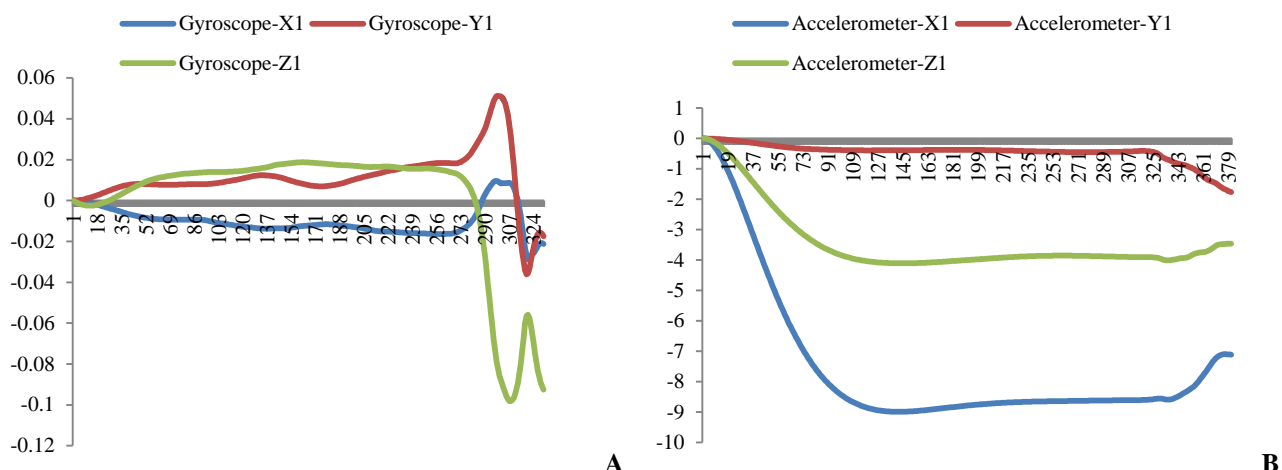 Gyroscope-X1 Gyroscope-Y1
Gyroscope-Z1
0.06
0.04
0.02
0
-0.02
-0.04
-0.06
-0.08
-0.1
-0.12
1 18 35 52 69 86 103 120 137 154 171 188 205 222 239 256 273 290 307 324
A
Accelerometer-X1 Accelerometer-Y1
Accelerometer-Z1
1
0
-1
-2
-3
-4
-5
-6
-7
-8
-9
-10
1 19 37 55 73 91 109 127 145 163 181 199 217 235 253 271 289 307 325 343 361 379
B